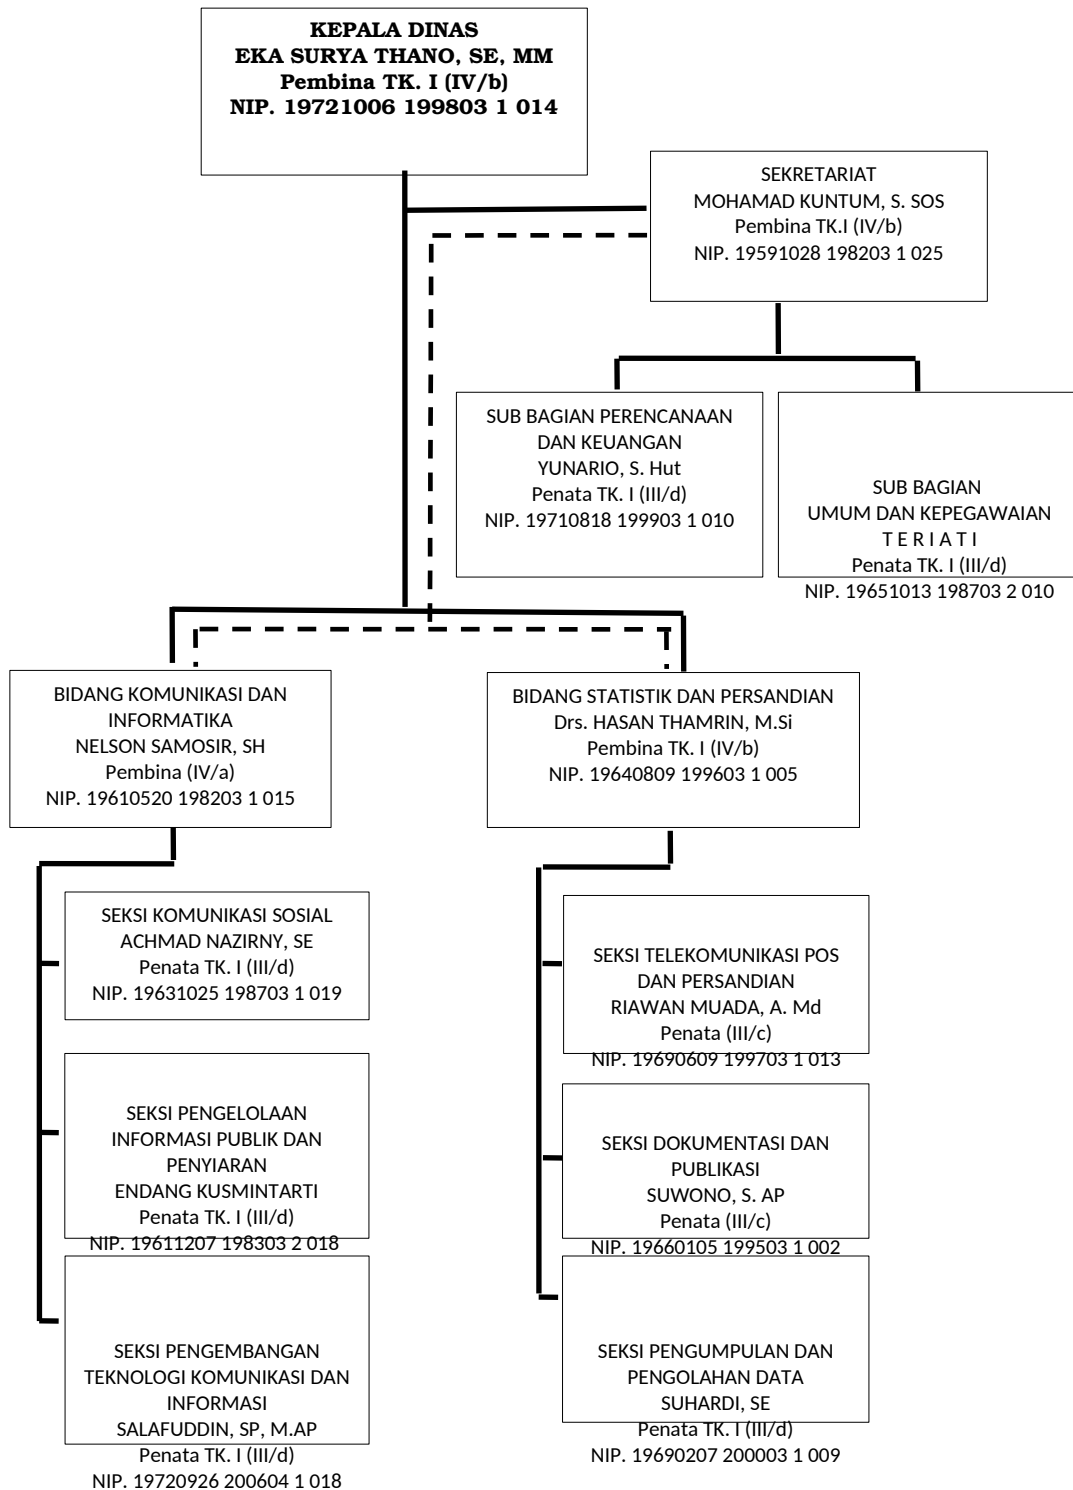 KEPALA DINAS
EKA SURYA THANO, SE, MM
Pembina TK. I (IV/b)
NIP. 19721006 199803 1 014
SEKRETARIAT
MOHAMAD KUNTUM, S. SOS
Pembina TK.I (IV/b)
NIP. 19591028 198203 1 025
SUB BAGIAN PERENCANAAN
DAN KEUANGAN
YUNARIO, S. Hut
Penata TK. I (III/d)
NIP. 19710818 199903 1 010
SUB BAGIAN
UMUM DAN KEPEGAWAIAN
T E R I A T I
Penata TK. I (III/d)
NIP. 19651013 198703 2 010
BIDANG KOMUNIKASI DAN
INFORMATIKA
NELSON SAMOSIR, SH
Pembina (IV/a)
NIP. 19610520 198203 1 015
BIDANG STATISTIK DAN PERSANDIAN
Drs. HASAN THAMRIN, M.Si
Pembina TK. I (IV/b)
NIP. 19640809 199603 1 005
SEKSI KOMUNIKASI SOSIAL
ACHMAD NAZIRNY, SE
Penata TK. I (III/d)
NIP. 19631025 198703 1 019
SEKSI PENGELOLAAN
INFORMASI PUBLIK DAN
PENYIARAN
ENDANG KUSMINTARTI
Penata TK. I (III/d)
NIP. 19611207 198303 2 018
SEKSI PENGEMBANGAN
TEKNOLOGI KOMUNIKASI DAN
INFORMASI
SALAFUDDIN, SP, M.AP
Penata TK. I (III/d)
NIP. 19720926 200604 1 018
SEKSI TELEKOMUNIKASI POS
DAN PERSANDIAN
RIAWAN MUADA, A. Md
Penata (III/c)
NIP. 19690609 199703 1 013
SEKSI DOKUMENTASI DAN
PUBLIKASI
SUWONO, S. AP
Penata (III/c)
NIP. 19660105 199503 1 002
SEKSI PENGUMPULAN DAN
PENGOLAHAN DATA
SUHARDI, SE
Penata TK. I (III/d)
NIP. 19690207 200003 1 009